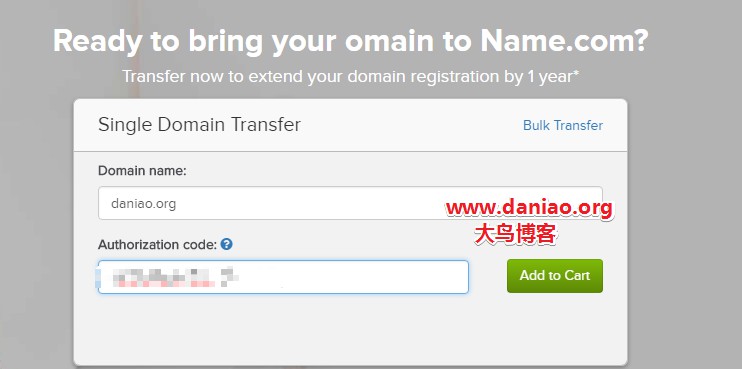 Ready to bring your omain to Name.com?
Transfer now to extend your domain registration by 1 year*
Single Domain Transfer
Bulk Transfer
Domain name:
daniao.org
www.daniao.org
大鸟博客
Authorization code: ?
Add to Cart